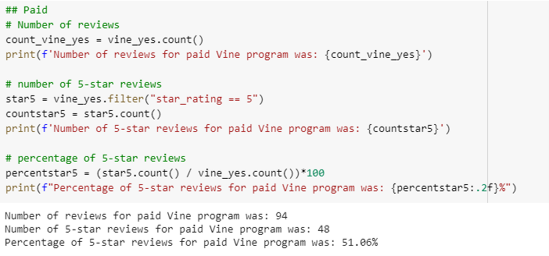 ## Paid
# Number of reviews
count_vine_yes = vine_yes.count()
print(f'Number of reviews for paid Vine program was: {count_vine_yes}')
# number of 5-star reviews
star5 = vine_yes.filter("star_rating == 5")
countstar5 = star5.count()
print(f'Number of 5-star reviews for paid Vine program was: {countstar5}')
# percentage of 5-star reviews
percentstar5 = (star5.count() / vine_yes.count())*100
print(f"Percentage of 5-star reviews for paid Vine program was: {percentstar5:.2f}%")
Number of reviews for paid Vine program was: 94
Number of 5-star reviews for paid Vine program was: 48
Percentage of 5-star reviews for paid Vine program was: 51.06%